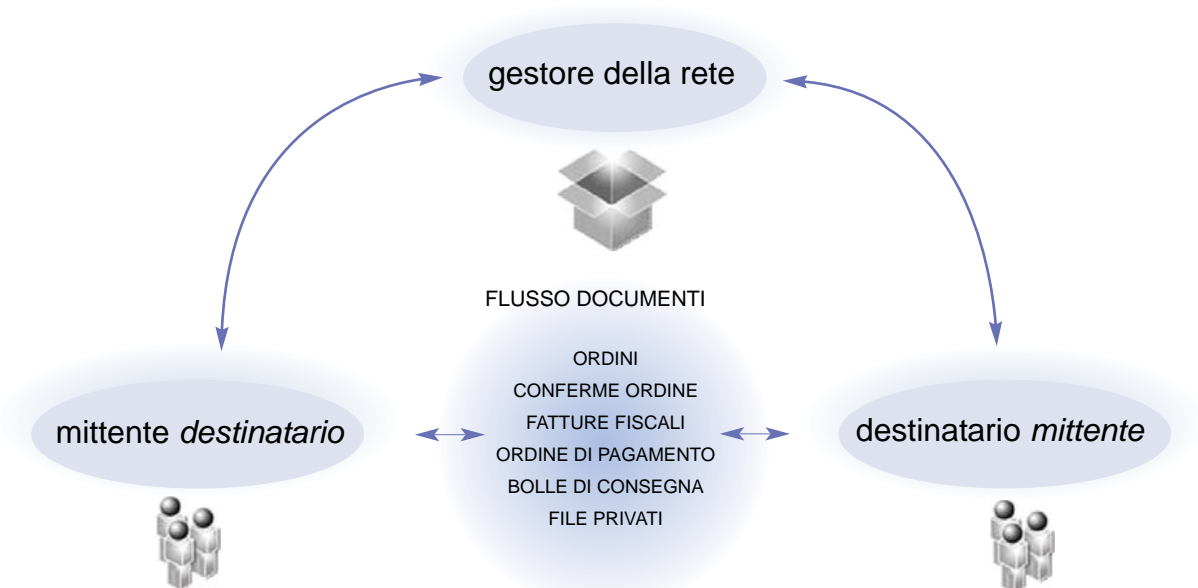 gestore della rete
FLUSSO DOCUMENTI
ORDINI
CONFERME ORDINE
FATTURE FISCALI
ORDINE DI PAGAMENTO
BOLLE DI CONSEGNA
FILE PRIVATI
mittente destinatario
destinatario mittente